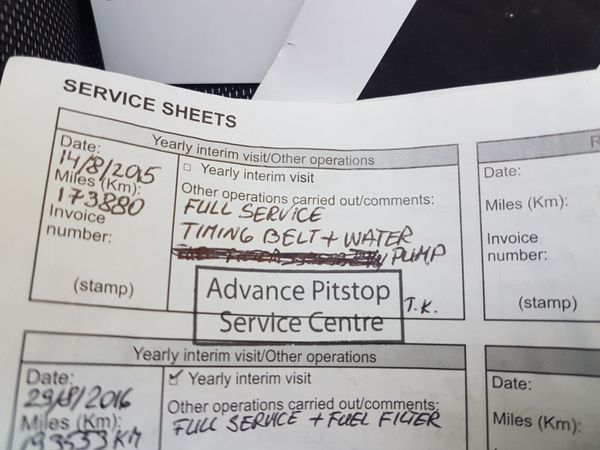 SERVICE SHEETS
Yearly interim visit/Other operations
Date:
14/8/2015
Miles (Km):
173880
Invoice
number:
(stamp)
Yearly interim visit
Other operations carried out/comments:
FULL SERVICE
TIMING BELT + WATER
PUMP
Advance Pitstop
Service Centre
T.K.
R
Date:
Miles (Km):
Invoice
number:
(stamp)
Yearly interim visit/Other operations
Date:
29/8/2016
Miles (Km):
193533 KM
Yearly interim visit
Other operations carried out/comments:
FULL SERVICE + FUEL FILTER
Date:
Miles (Km):